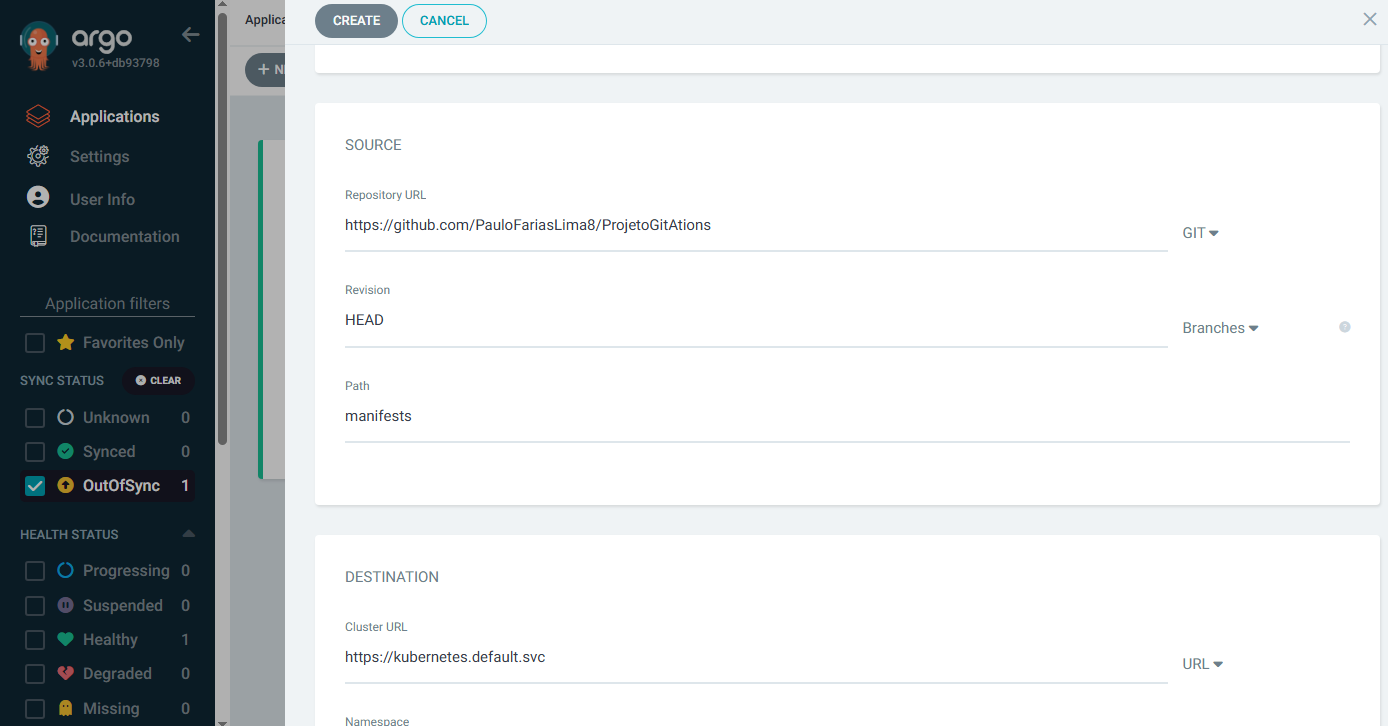 argo
v3.0.6+db93798
Applications
Settings
User Info
Documentation
Application filters
Favorites Only
SYNC STATUS
CLEAR
Unknown 0
Synced 0
OutOfSync 1
HEALTH STATUS
Progressing 0
Suspended 0
Healthy 1
Degraded 0
Missing 0
Applica
+ N
CREATE
CANCEL
SOURCE
Repository URL
https://github.com/PauloFariasLima8/ProjetoGitAtions
GIT
Revision
HEAD
Branches
Path
manifests
DESTINATION
Cluster URL
https://kubernetes.default.svc
URL
Namespace